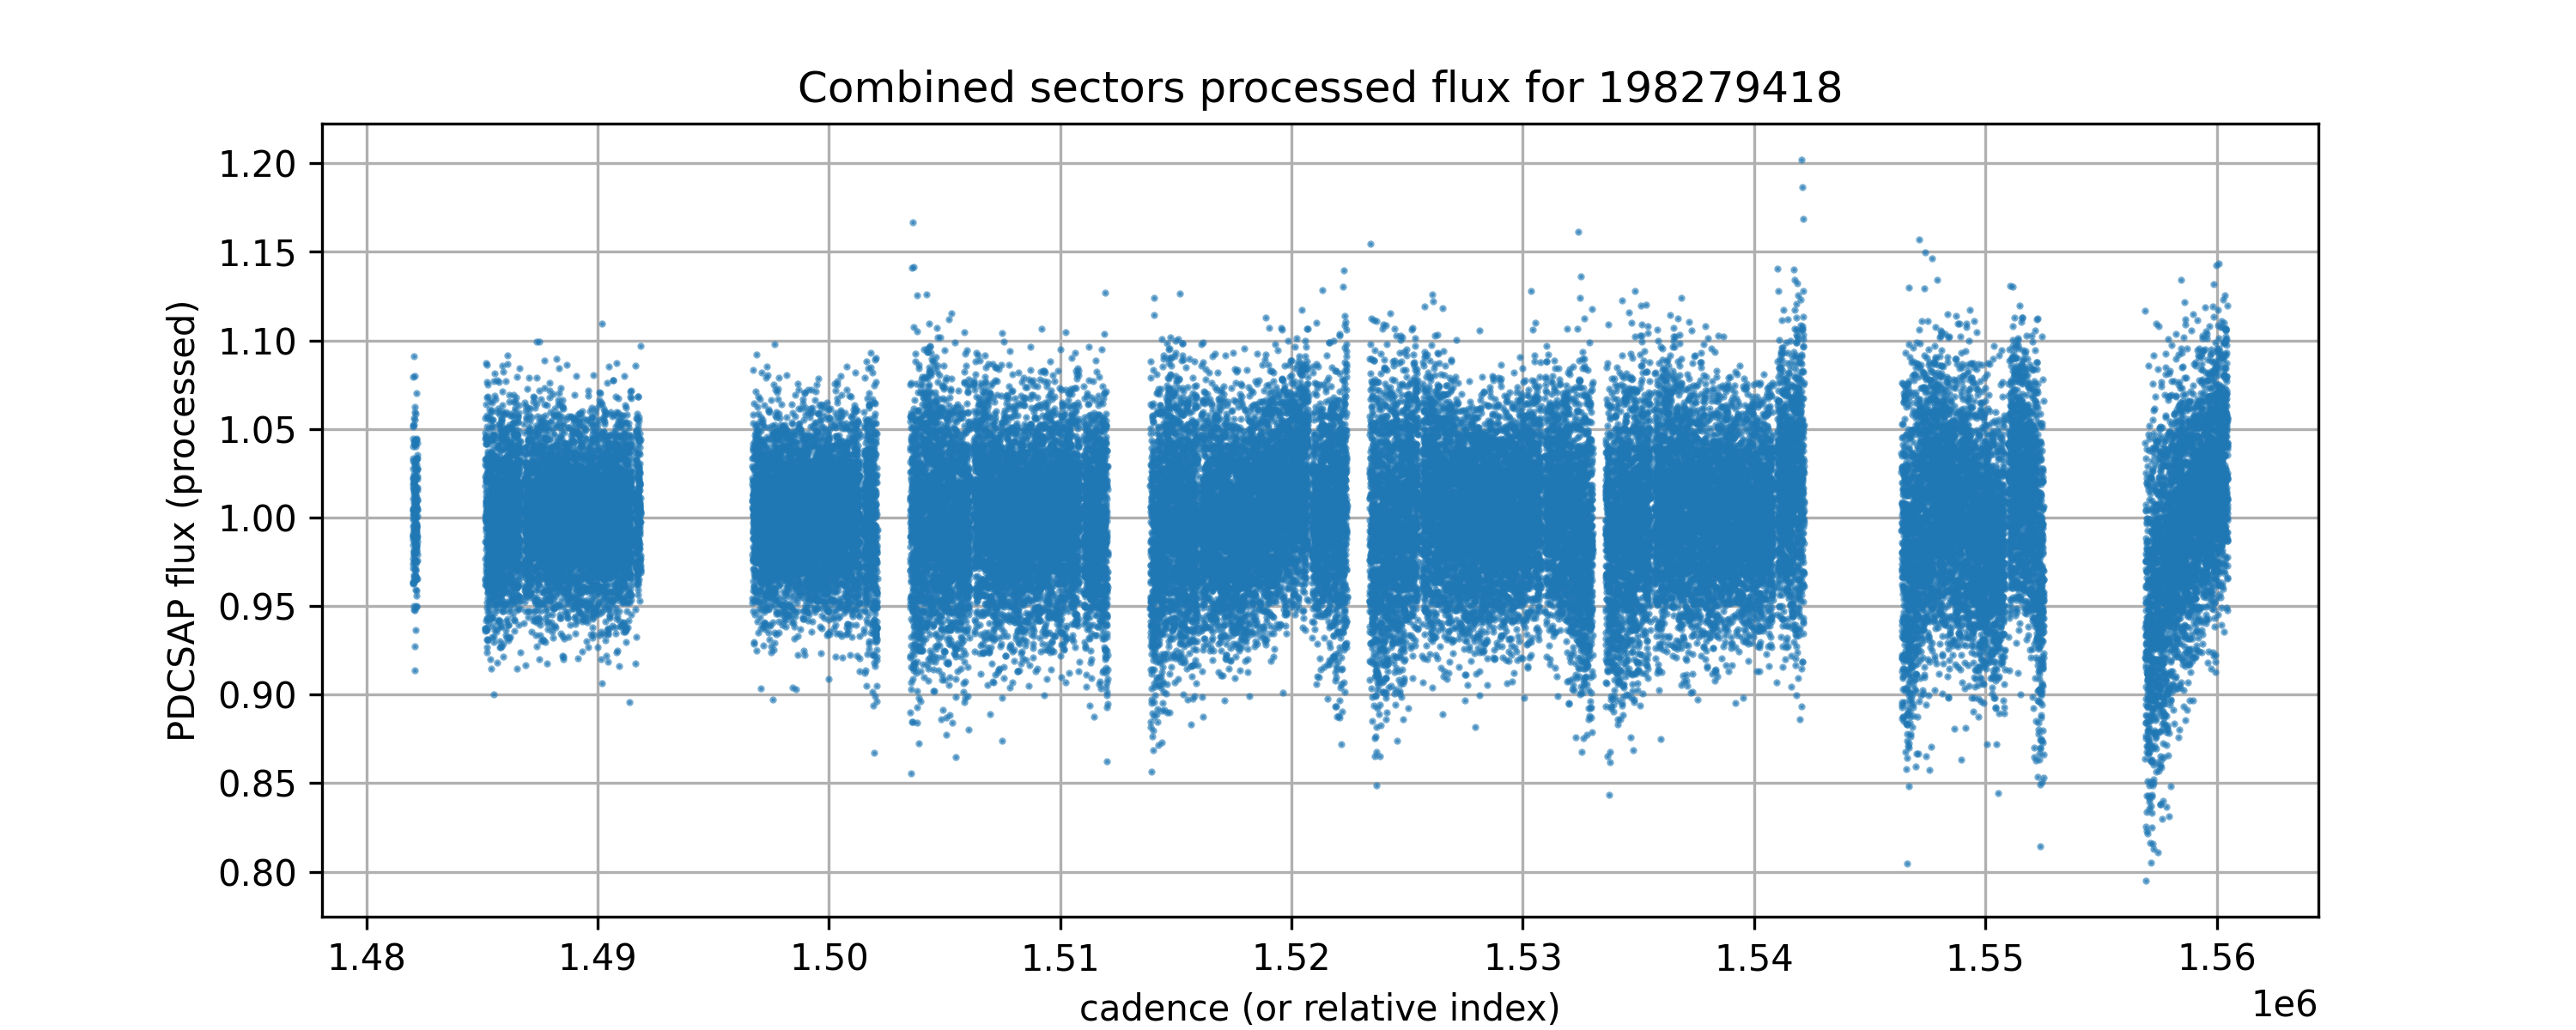 Combined sectors processed flux for 198279418
PDCSAP flux (processed)
1.20
1.15
1.10
1.05
1.00
0.95
0.90
0.85
0.80
1.48 1.49 1.50 1.51 1.52 1.53 1.54 1.55 1.56
1e6
cadence (or relative index)